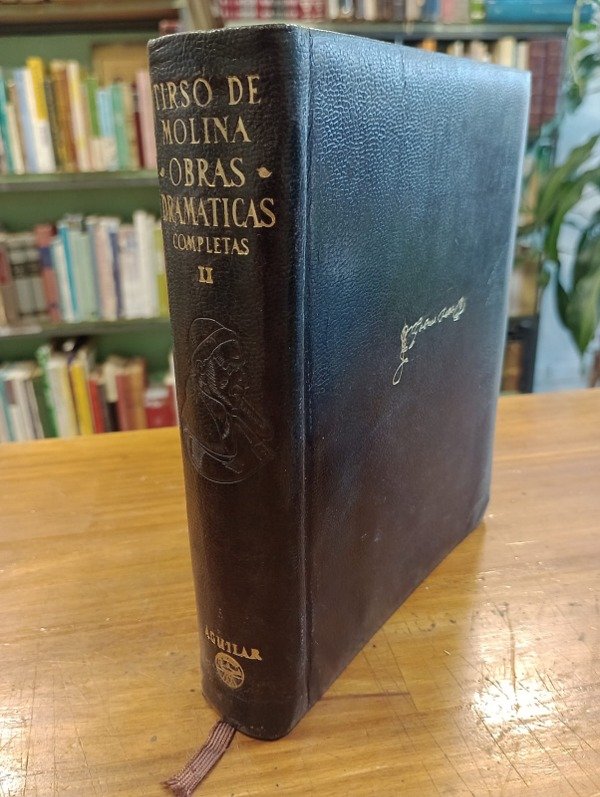 TIRSO DE
MOLINA
OBRAS
DRAMATICAS
COMPLETAS
II
AGUILAR